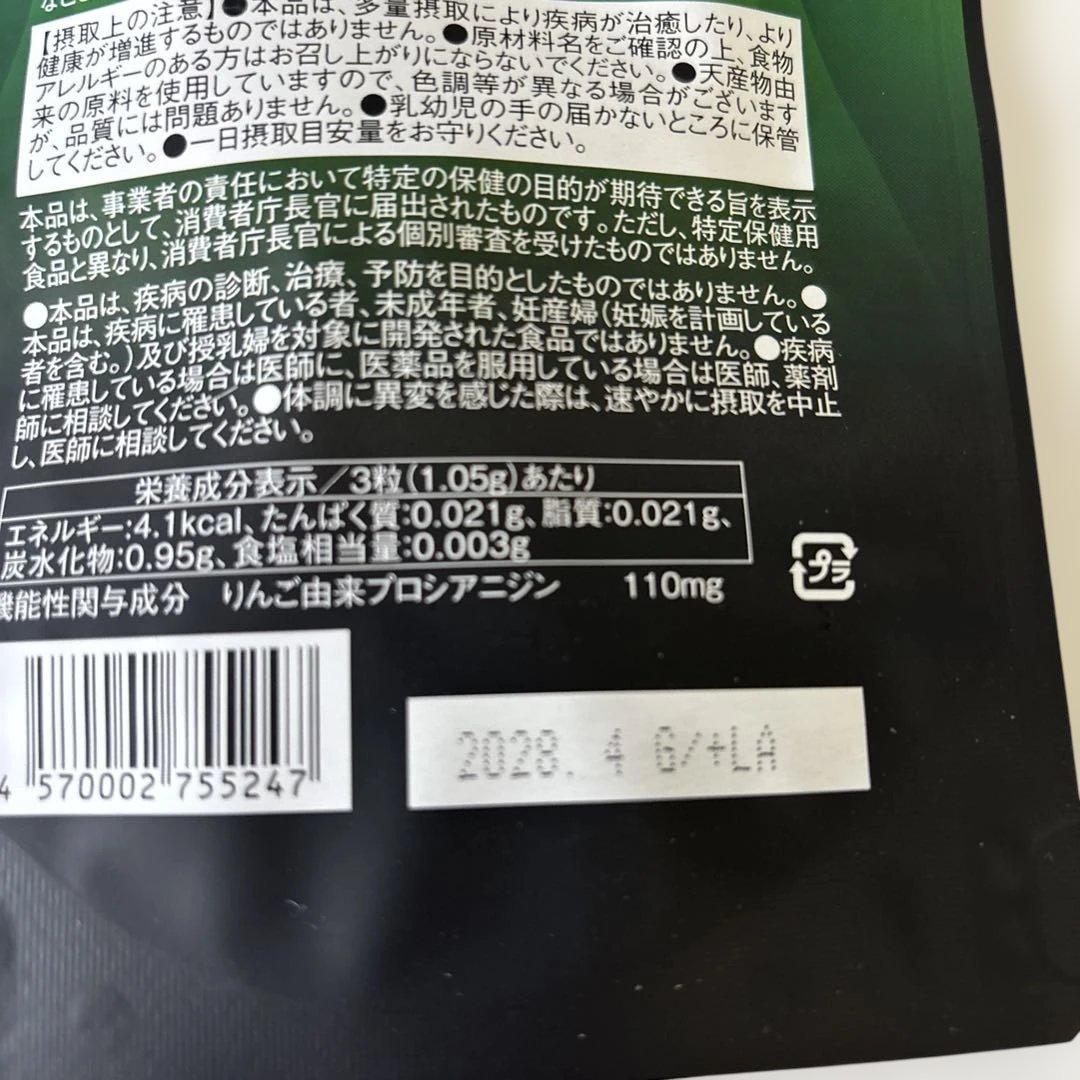 【摂取上の注意】●本品は、多量摂取により疾病が治癒したり、より
健康が増進するものではありません。●原材料名をご確認の上、食物
アレルギーのある方はお召し上がりにならないでください。●天産物由
来の原料を使用していますので、色調等が異なる場合がございます
が、品質には問題ありません。●乳幼児の手の届かないところに保管
してください。●一日摂取目安量をお守りください。
本品は、事業者の責任において特定の保健の目的が期待できる旨を表示
するものとして、消費者庁長官に届出されたものです。ただし、特定保健用
食品と異なり、消費者庁長官による個別審査を受けたものではありません。
●本品は、疾病の診断、治療、予防を目的としたものではありません。●
本品は、疾病に罹患している者、未成年者、妊産婦(妊娠を計画している
者を含む。)及び授乳婦を対象に開発された食品ではありません。●疾病
に罹患している場合は医師に、医薬品を服用している場合は医師、薬剤
師に相談してください。●体調に異変を感じた際は、速やかに摂取を中止
し、医師に相談してください。
栄養成分表示/3粒(1.05g)あたり
エネルギー:4.1kcal、たんぱく質:0.021g、脂質:0.021g、
炭水化物:0.95g、食塩相当量:0.003g
機能性関与成分 りんご由来プロシアニジン 110mg
プラ
4 570002 755247
2028. 4 G/+LA